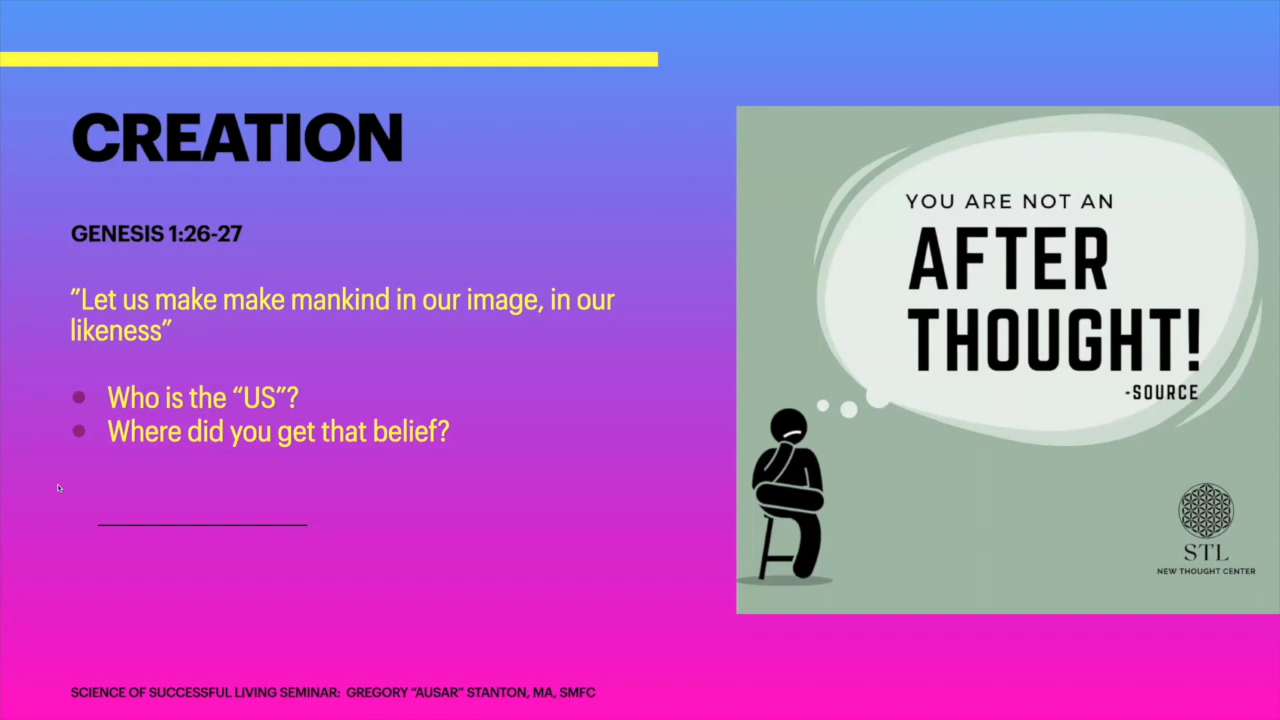 CREATION
GENESIS 1:26-27
”Let us make make mankind in our image, in our
likeness”
Who is the “US”?
Where did you get that belief?
SCIENCE OF SUCCESSFUL LIVING SEMINAR: GREGORY “AUSAR” STANTON, MA, SMFC
YOU ARE NOT AN
AFTER
THOUGHT!
-SOURCE
STL
NEW THOUGHT CENTER